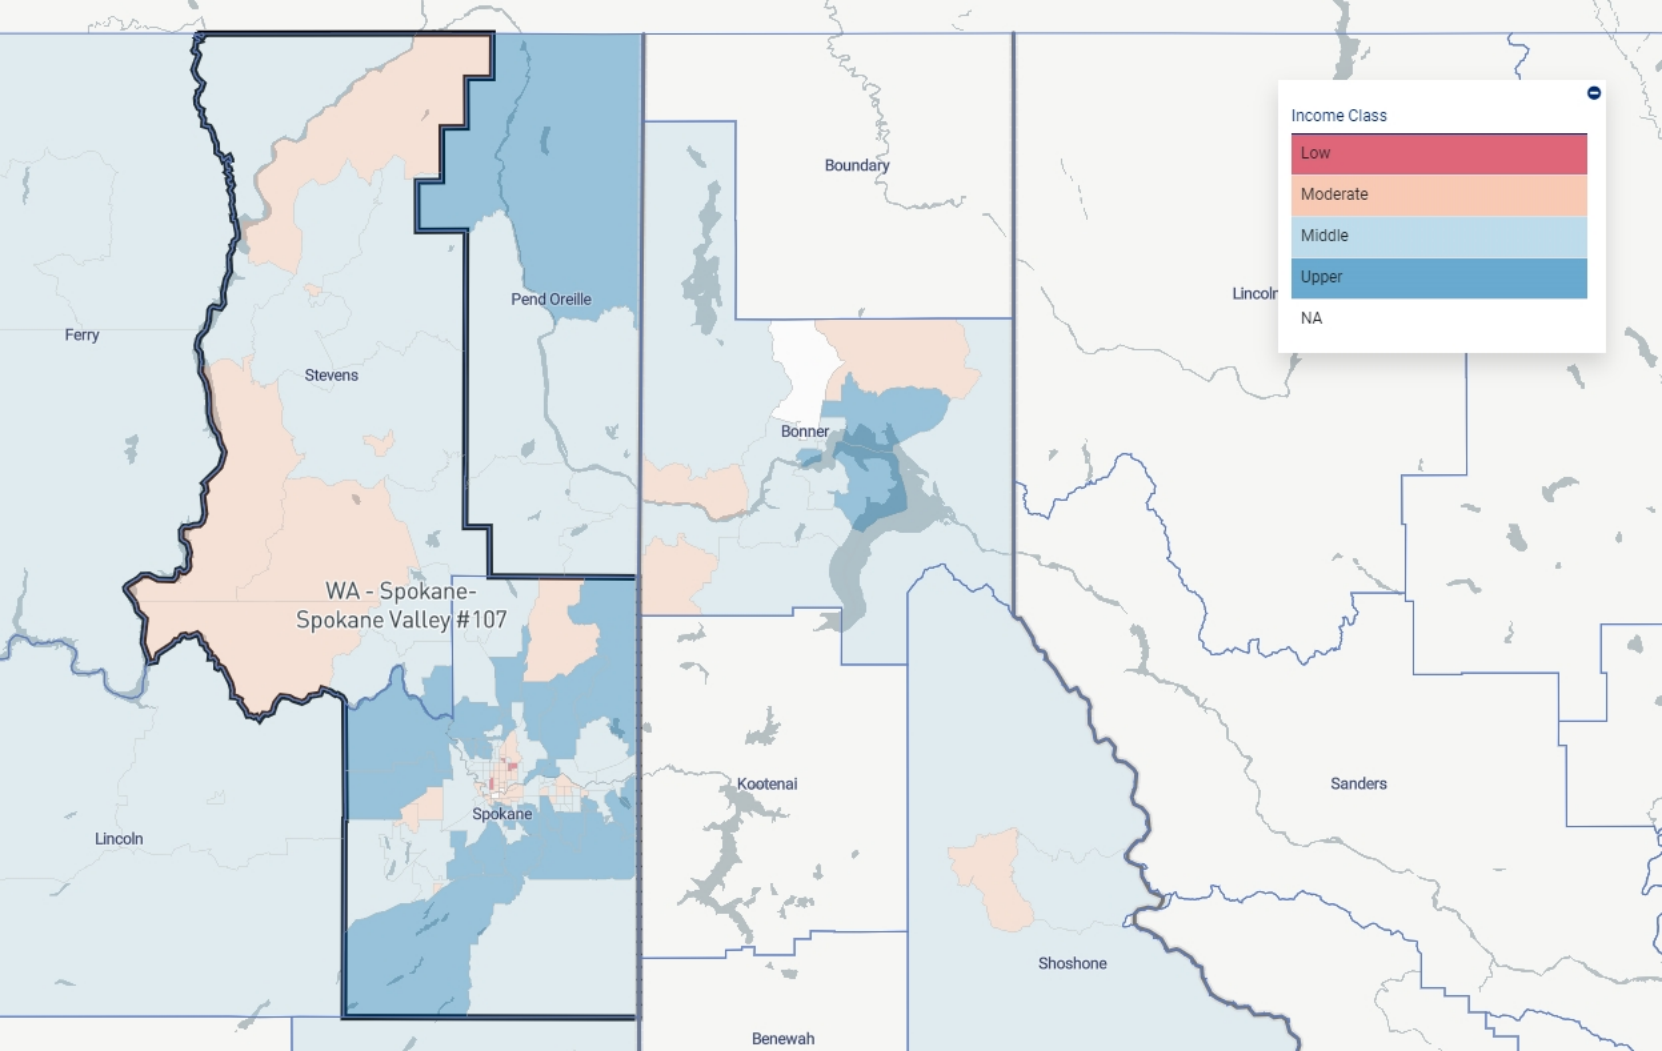 Income Class
Low
Moderate
Middle
Upper
NA
Boundary
Lincoln
Pend Oreille
Ferry
Stevens
Bonner
WA - Spokane-
Spokane Valley #107
Kootenai
Sanders
Spokane
Lincoln
Shoshone
Benewah